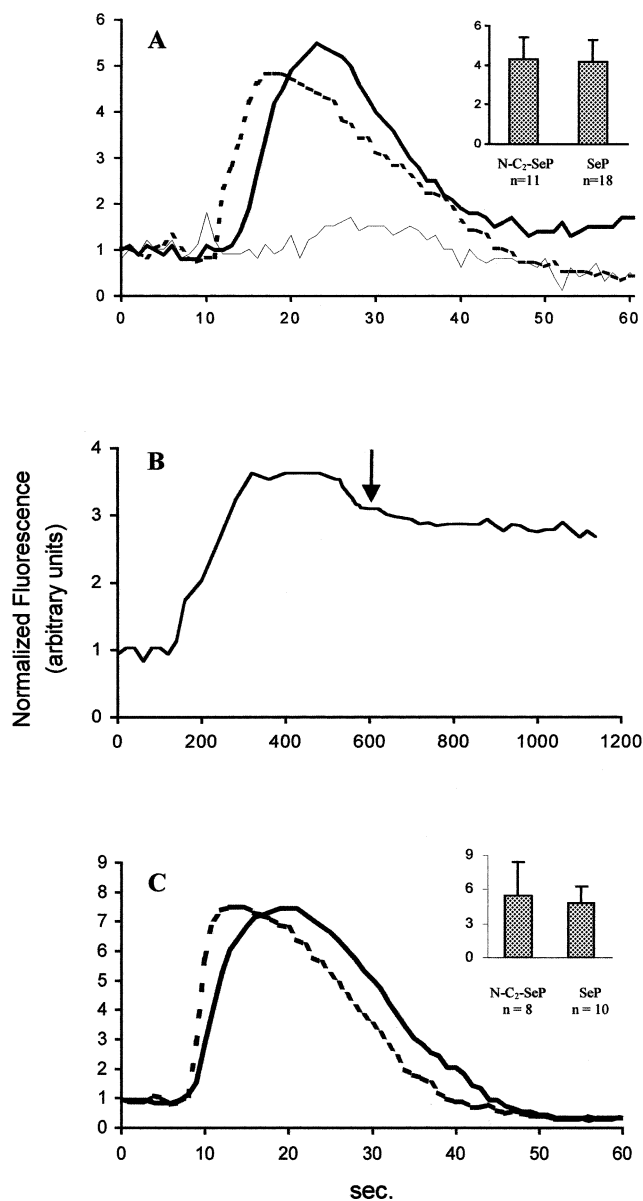 A
6
5
4
3
2
1
0
0 10 20 30 40 50 60
6
4
2
0
N-C₂-SeP SeP
n=11 n=18
B
Normalized Fluorescence
(arbitrary units)
4
3
2
1
0
0 200 400 600 800 1000 1200
C
9
8
7
6
5
4
3
2
1
0
0 10 20 30 40 50 60
9
6
3
0
N-C₂-SeP SeP
n = 8 n = 10
sec.